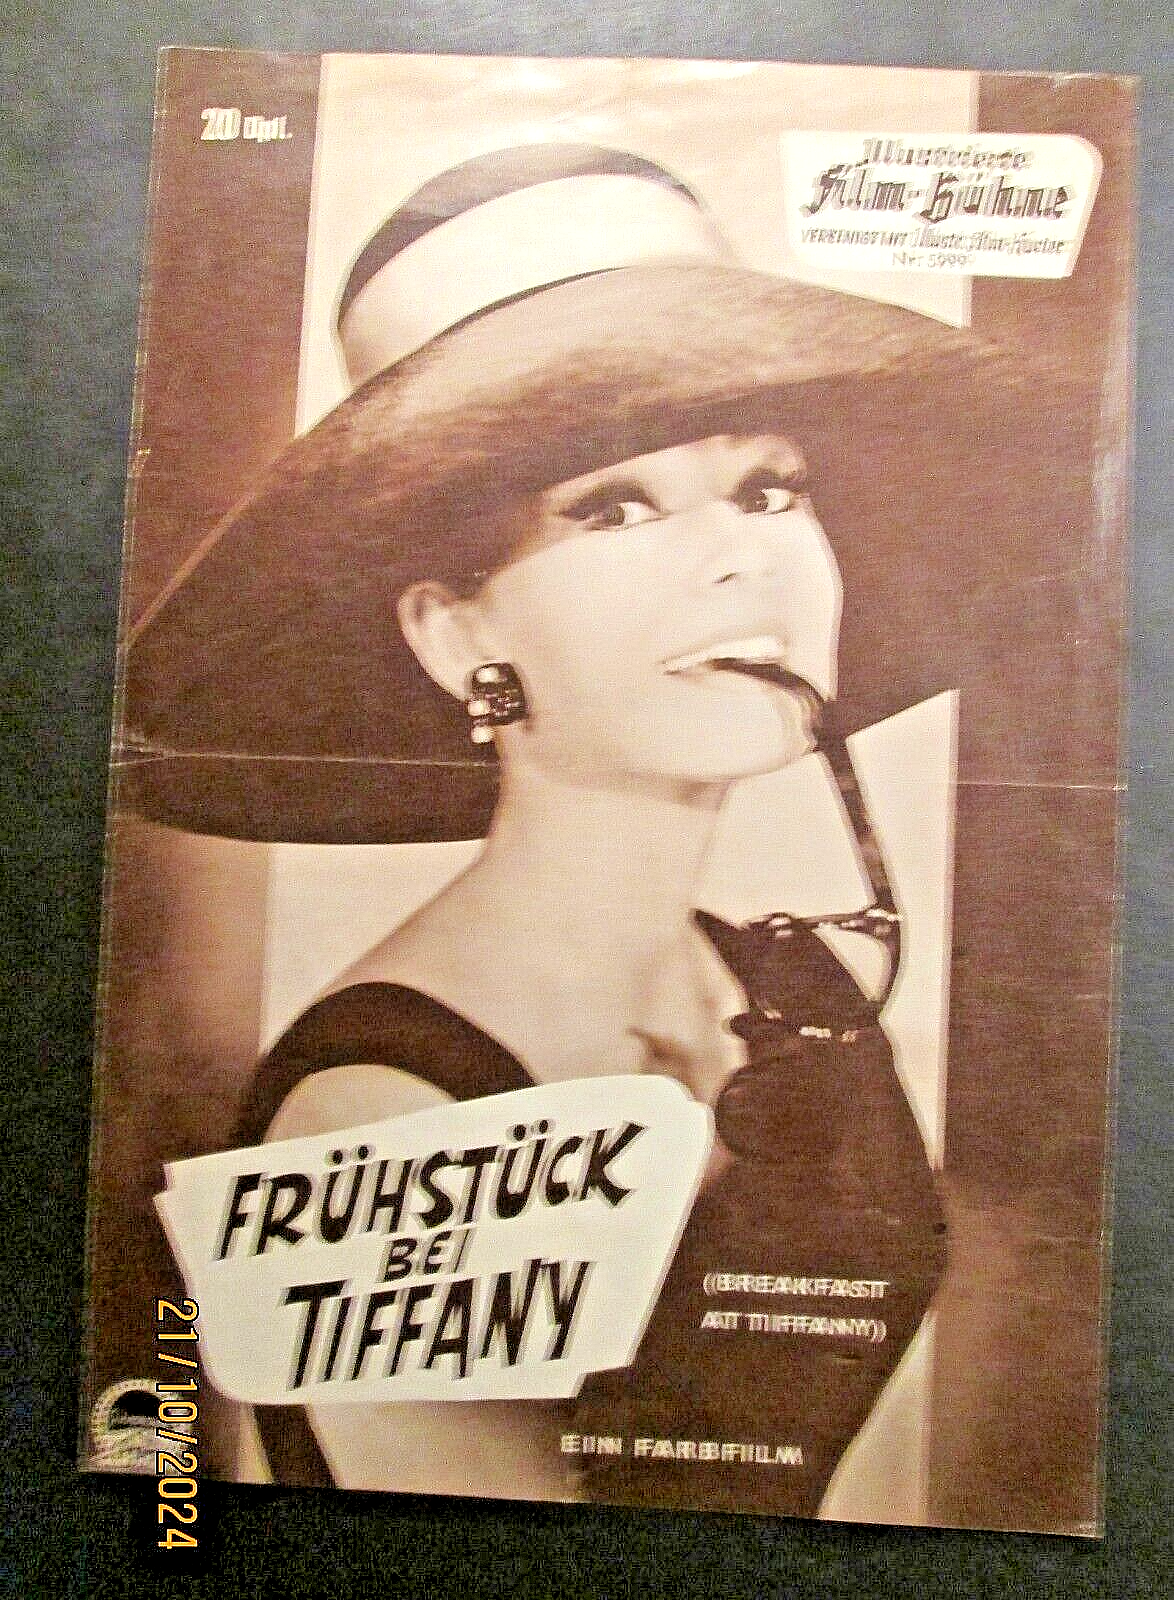 20 Dpf.
Illustrierte
Film-Bühne
VEREINIGT MIT Illustr. Film-Kurier
Nr. 5999
FRÜHSTÜCK
BEI
TIFFANY
((BREAKFAST
AT TIFFANY))
EIN FARBFILM
21/10/2024